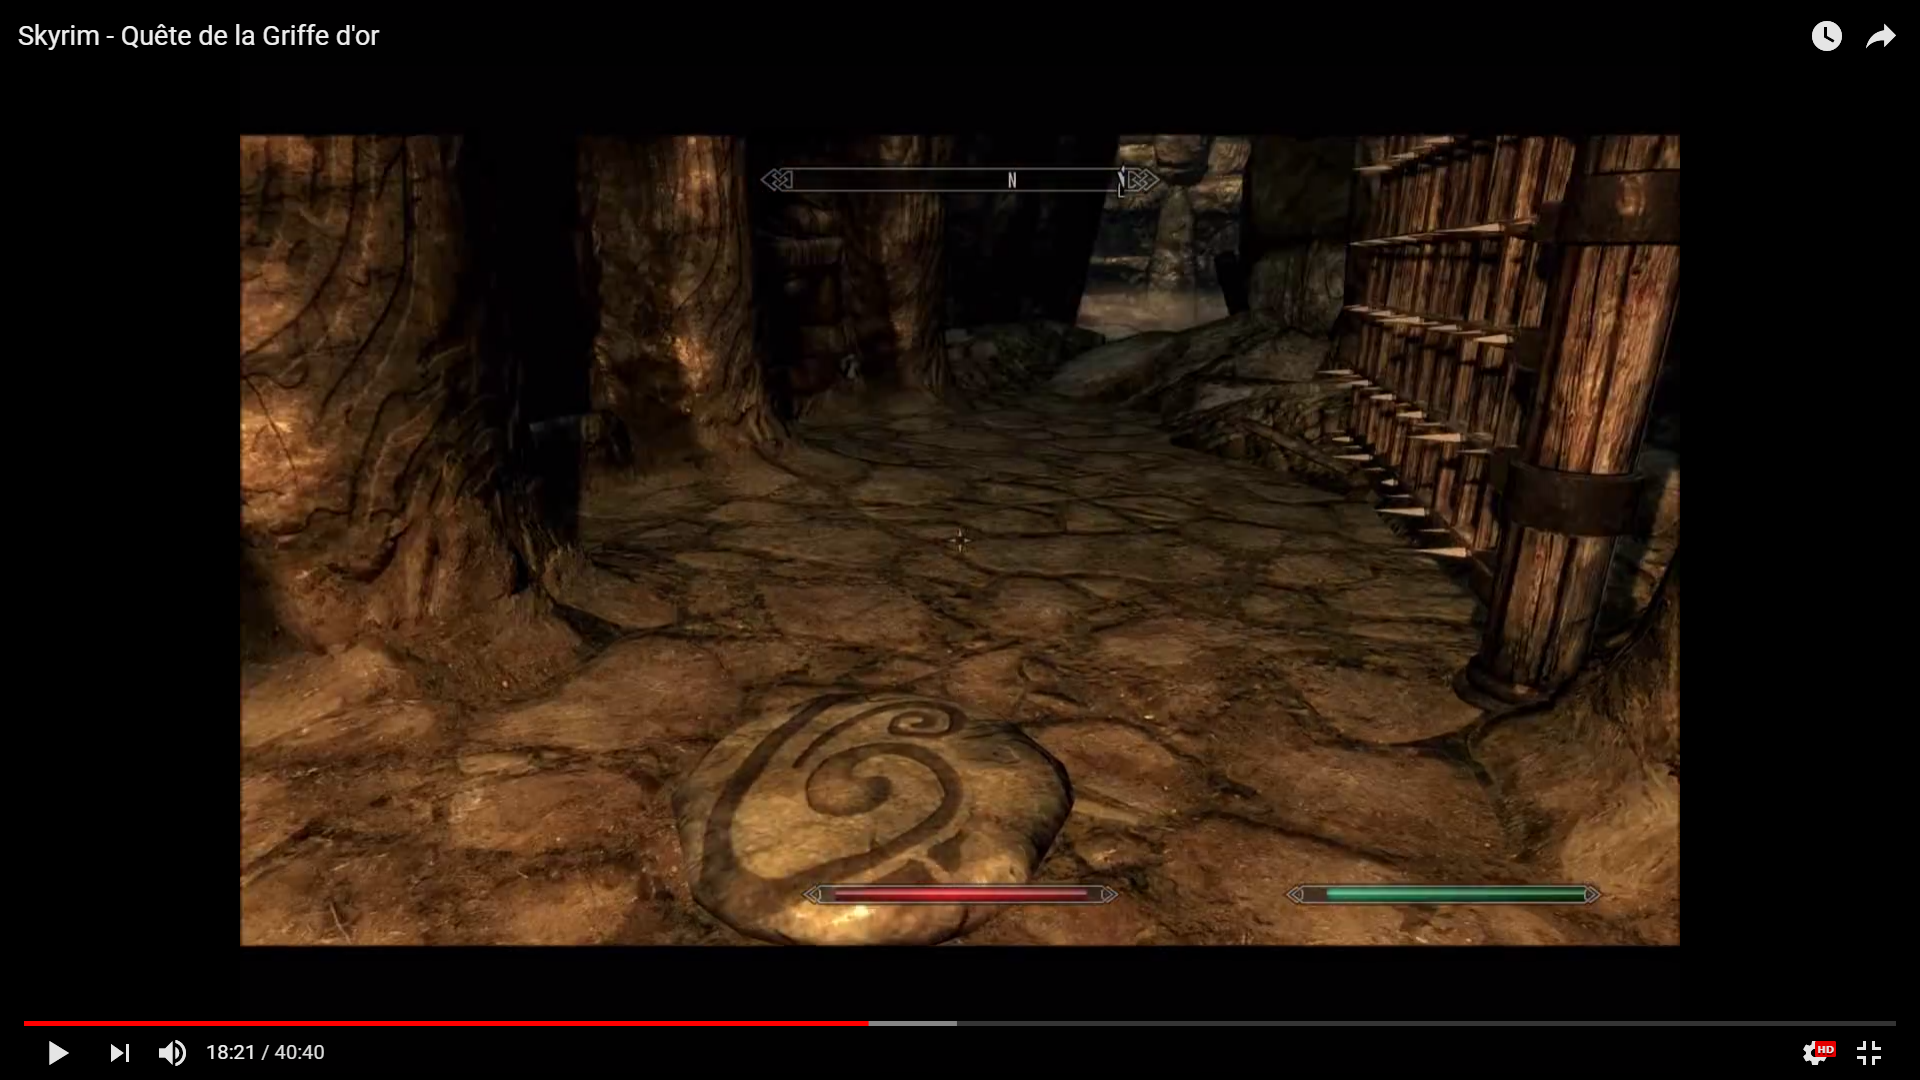 Skyrim - Quête de la Griffe d'or
N
18:21 / 40:40
HD